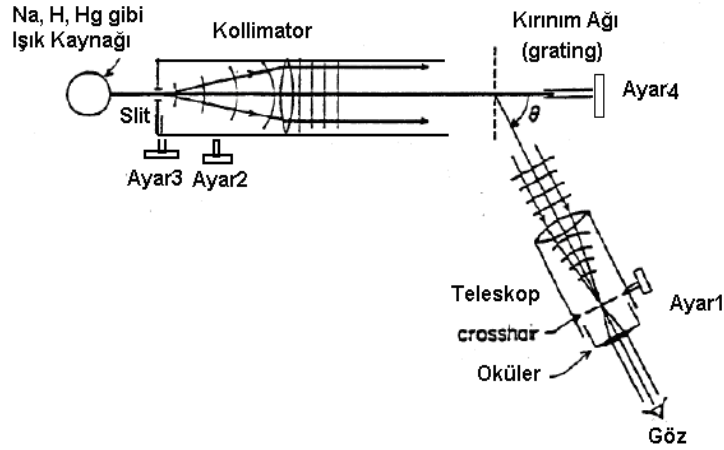 Na, H, Hg gibi
Işık Kaynağı
Kollimator
Kırınım Ağı
(grating)
Slit
θ
Ayar4
Ayar3
Ayar2
Teleskop
Ayar1
crosshair
Oküler
Göz